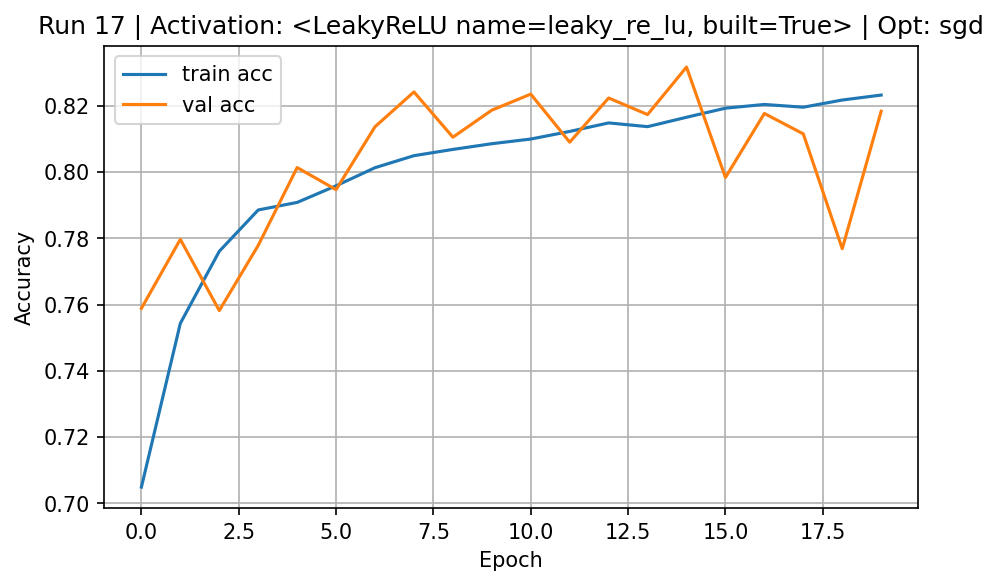 Run 17 | Activation: <LeakyReLU name=leaky_re_lu, built=True> | Opt: sgd
train acc
val acc
0.82
0.80
0.78
0.76
0.74
0.72
0.70
Accuracy
0.0 2.5 5.0 7.5 10.0 12.5 15.0 17.5
Epoch